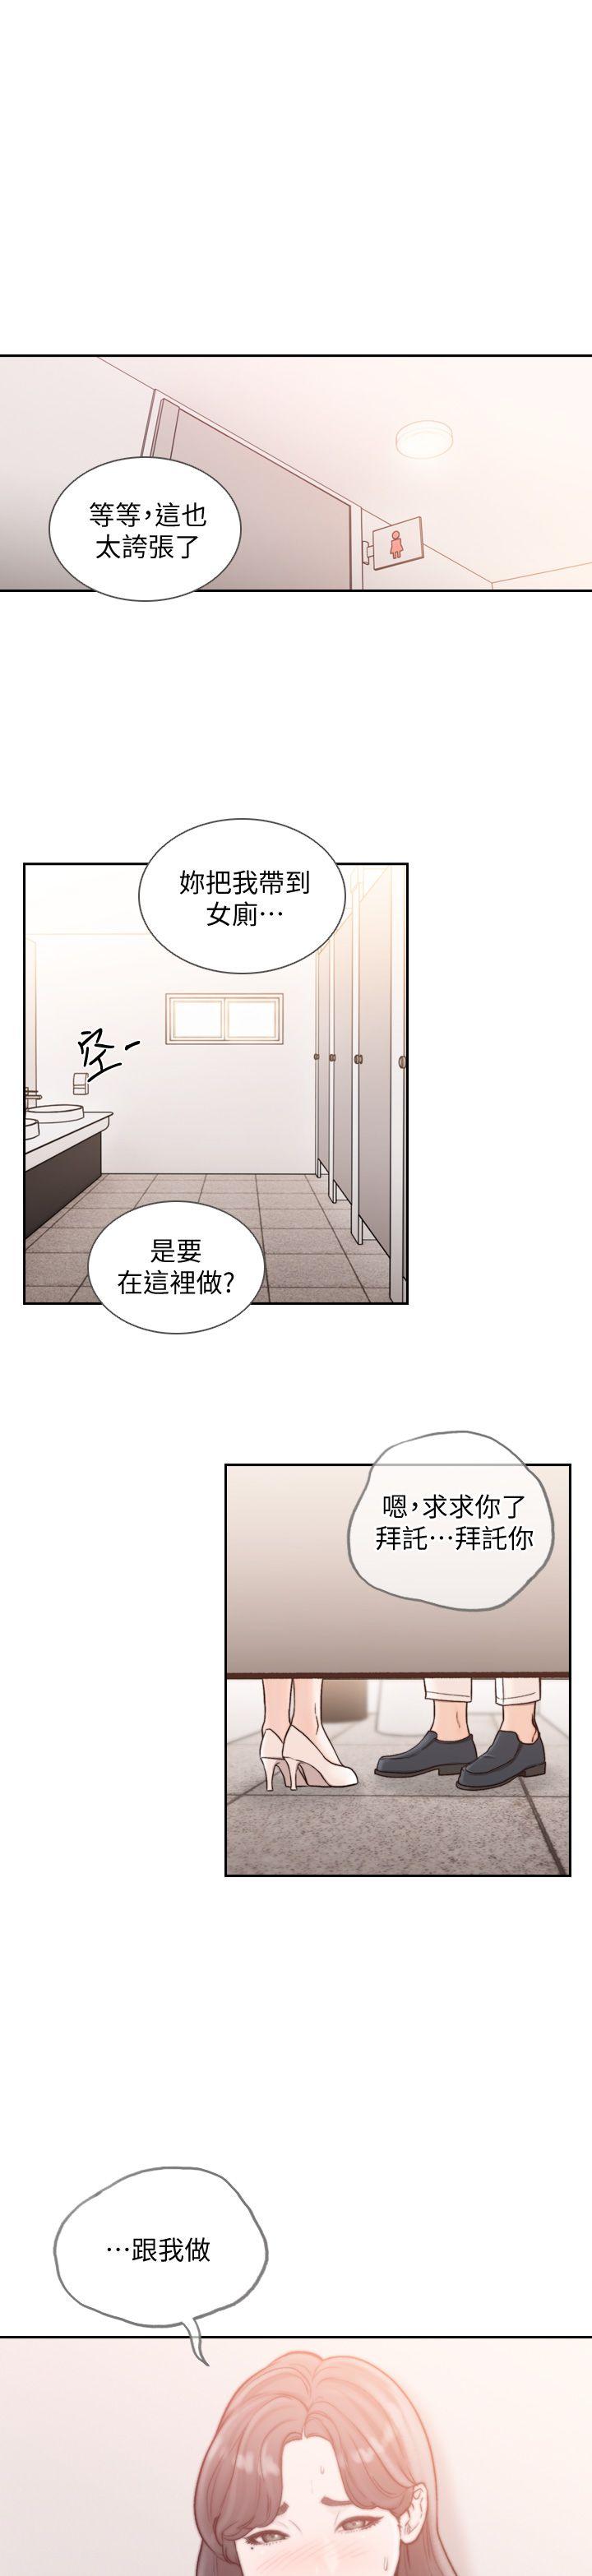 等等，這也
太誇張了
妳把我帶到
女廁…
空-
是要
在這裡做?
嗯，求求你了
拜託…拜託你
…跟我做